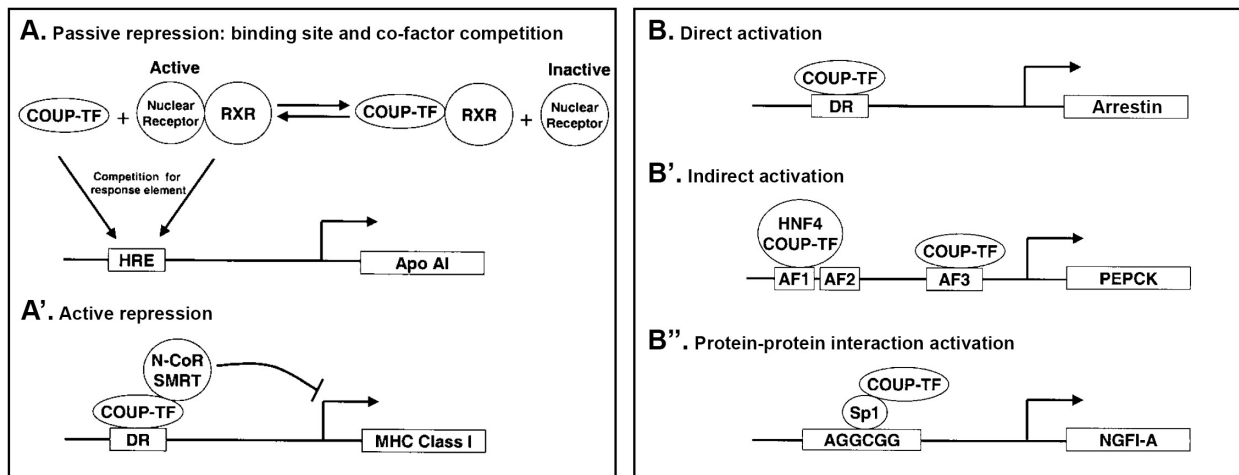 A. Passive repression: binding site and co-factor competition
Active
Inactive
COUP-TF + Nuclear Receptor RXR COUP-TF RXR + Nuclear Receptor
Competition for
response element
HRE
Apo AI
A'. Active repression
N-CoR
SMRT
COUP-TF
DR
MHC Class I
B. Direct activation
COUP-TF
DR
Arrestin
B'. Indirect activation
HNF4
COUP-TF
COUP-TF
AF1 AF2 AF3 PEPCK
B''. Protein-protein interaction activation
COUP-TF
Sp1
AGGCGG
NGFI-A